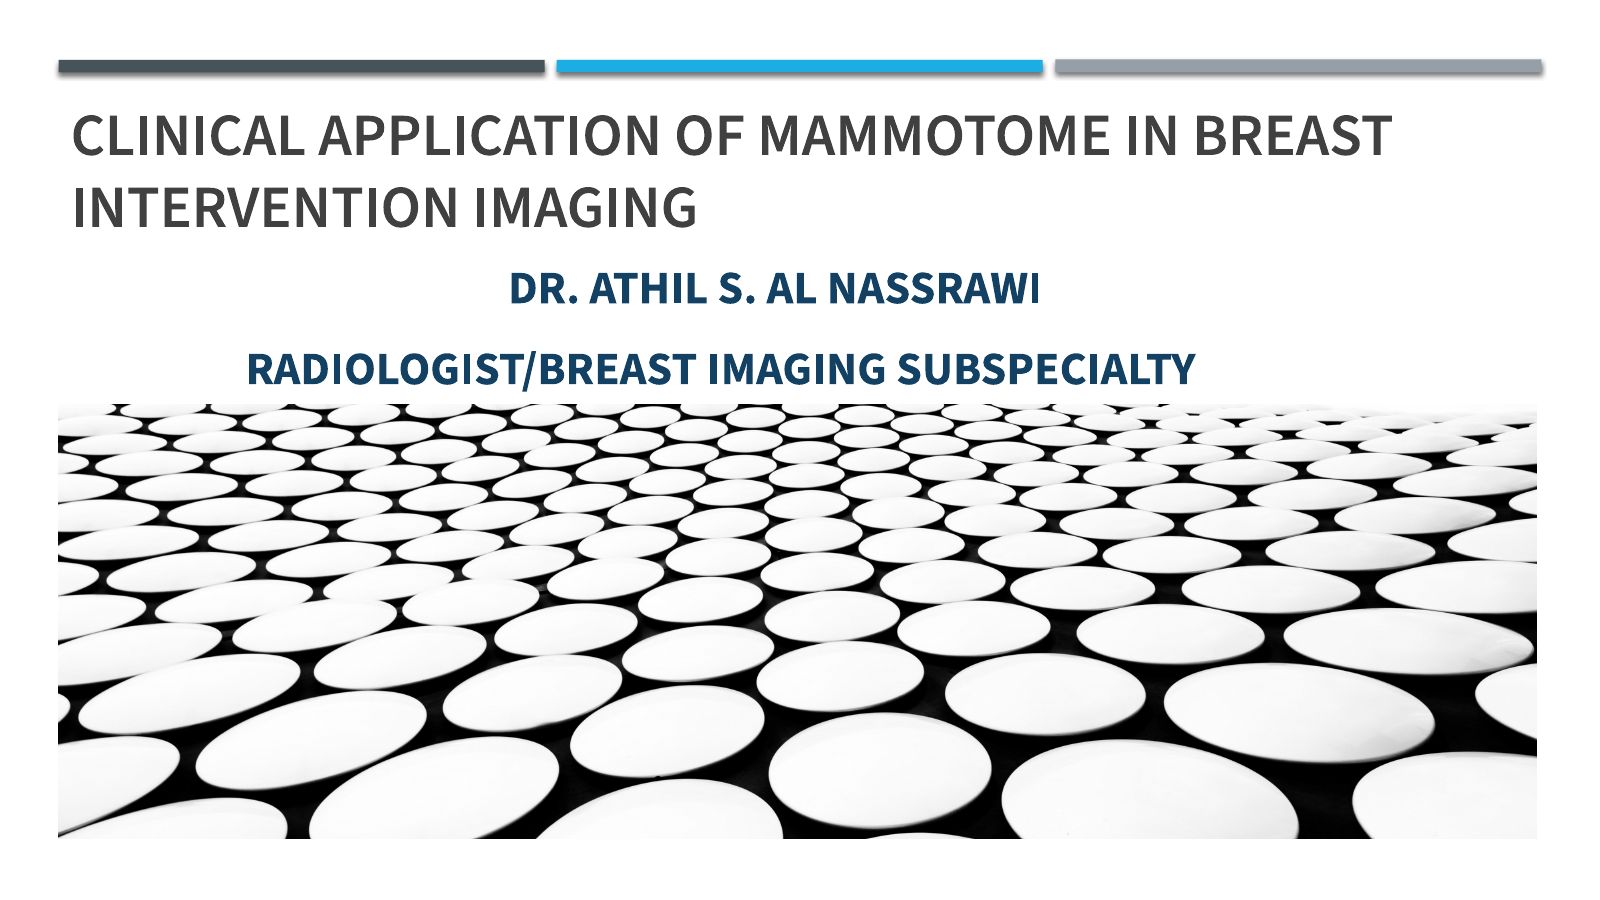 CLINICAL APPLICATION OF MAMMOTOME IN BREAST
INTERVENTION IMAGING
DR. ATHIL S. AL NASSRAWI
RADIOLOGIST/BREAST IMAGING SUBSPECIALTY